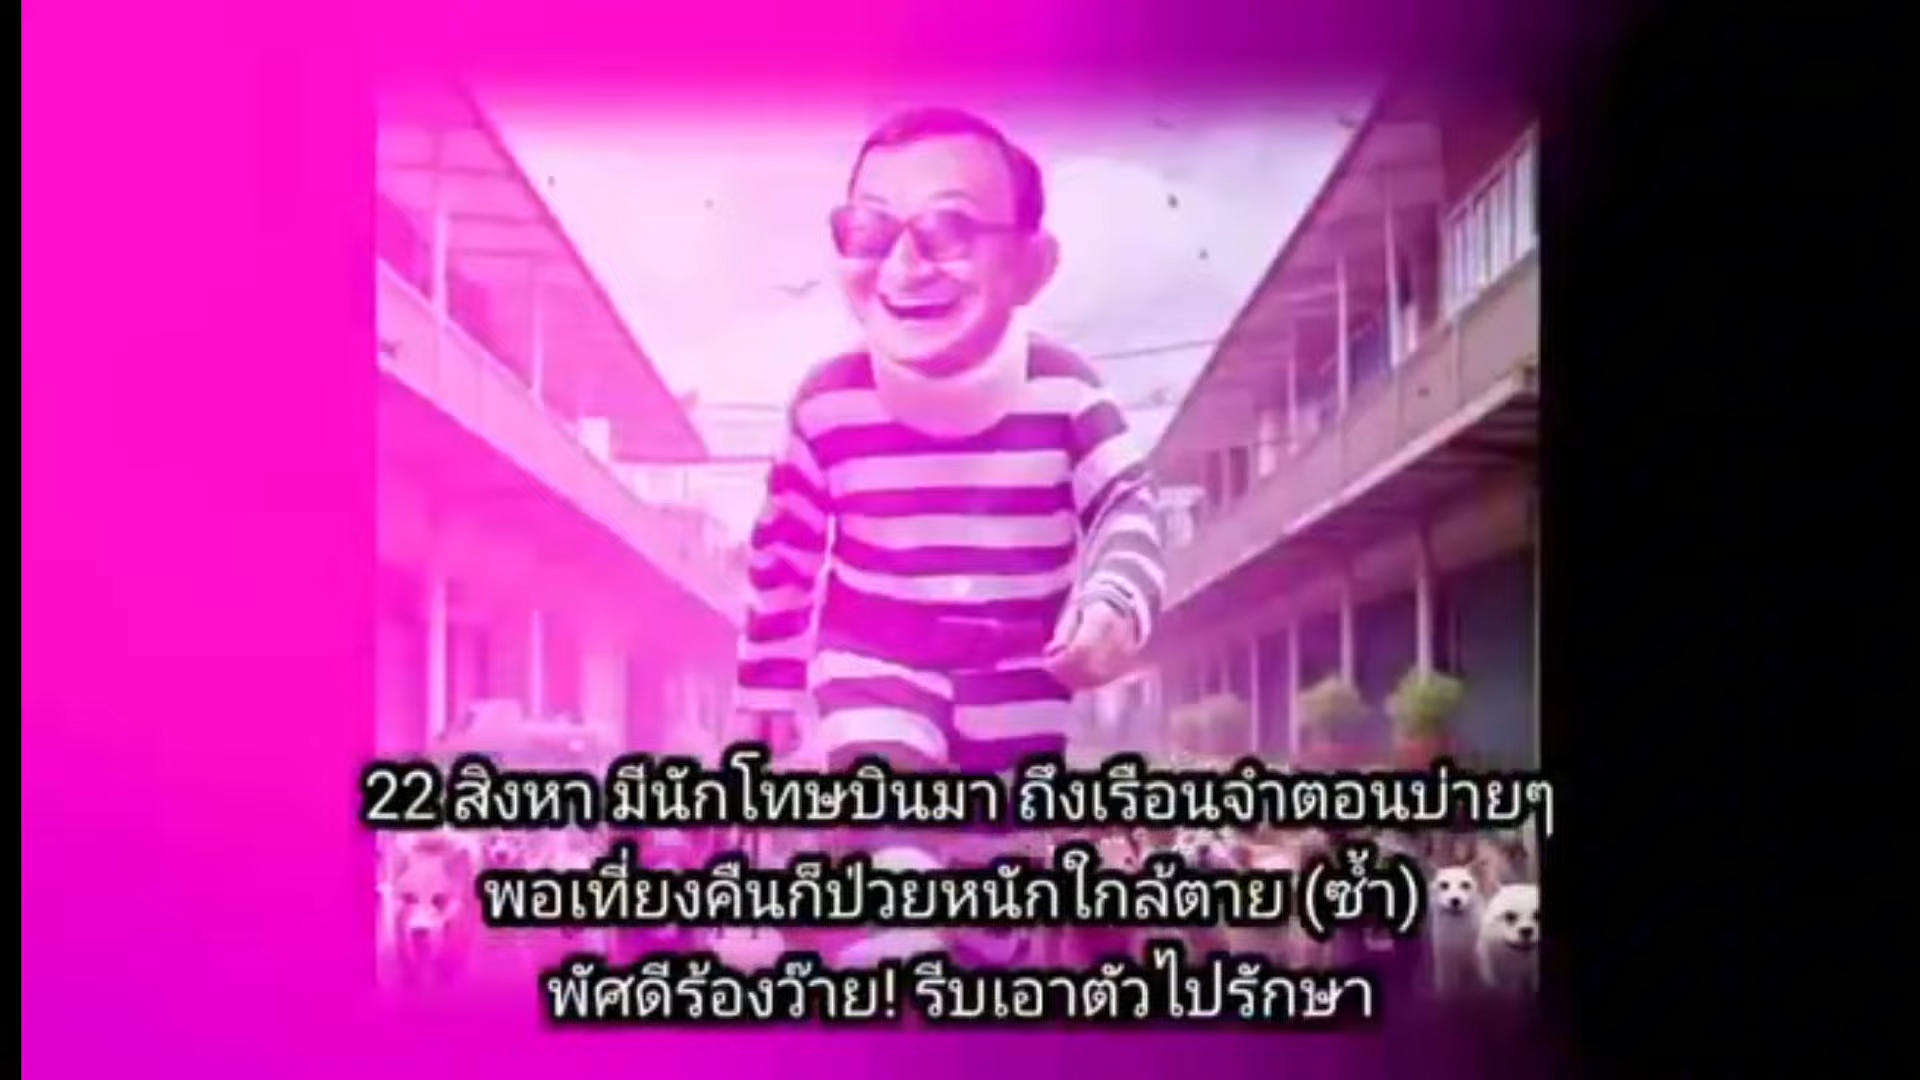 22 สิงหา มีนักโทษบินมา ถึงเรือนจำตอนบ่ายๆ
พอเที่ยงคืนก็ป่วยหนักใกล้ตาย (ซ้ำ)
พัศดีร้องว๊าย! รีบเอาตัวไปรักษา